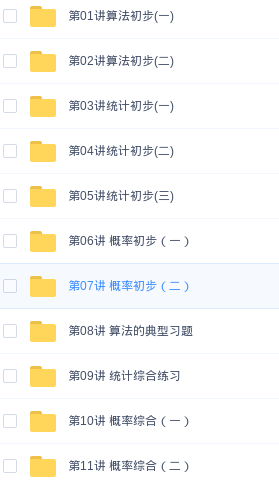 第01讲算法初步(一)
第02讲算法初步(二)
第03讲统计初步(一)
第04讲统计初步(二)
第05讲统计初步(三)
第06讲 概率初步（一）
第07讲 概率初步（二）
第08讲 算法的典型习题
第09讲 统计综合练习
第10讲 概率综合（一）
第11讲 概率综合（二）